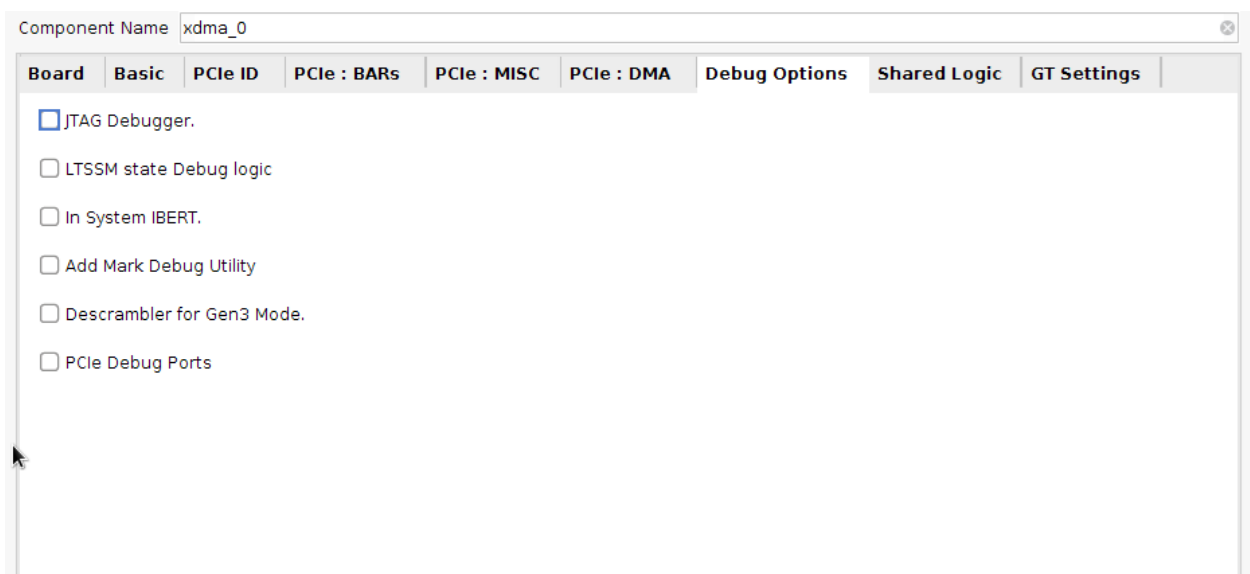 Component Name xdma_0
Board Basic PCIe ID PCIe : BARs PCIe : MISC PCIe : DMA Debug Options Shared Logic GT Settings
JTAG Debugger.
LTSSM state Debug logic
In System IBERT.
Add Mark Debug Utility
Descrambler for Gen3 Mode.
PCIe Debug Ports